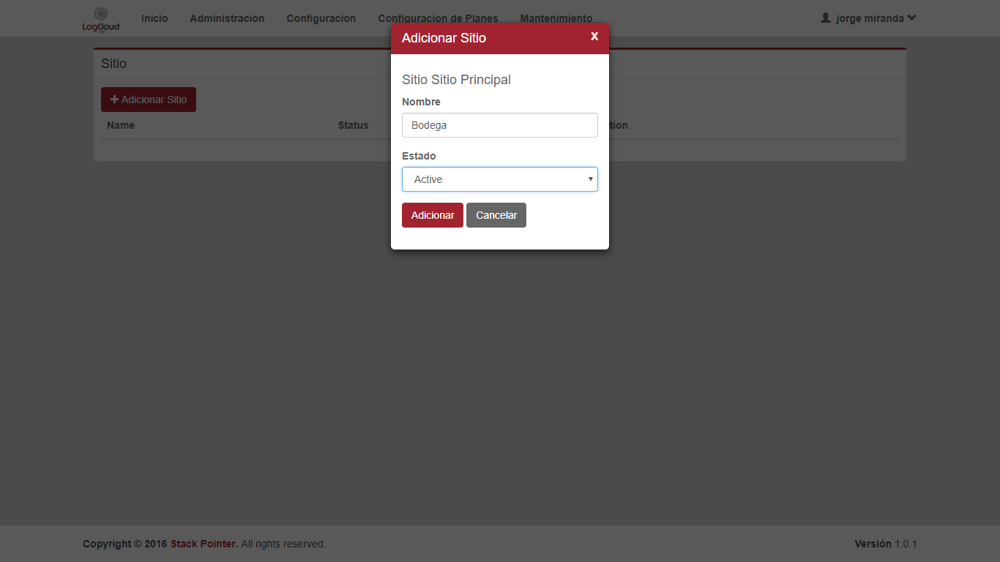 LogCloud
Inicio Administracion Configuracion Configuracion de Planes Mantenimiento jorge miranda
Adicionar Sitio x
Sitio
Sitio Sitio Principal
Adicionar Sitio
Nombre
Name Status tion
Bodega
Estado
Active
Adicionar Cancelar
Copyright © 2016 Stack Pointer. All rights reserved. Versión 1.0.1